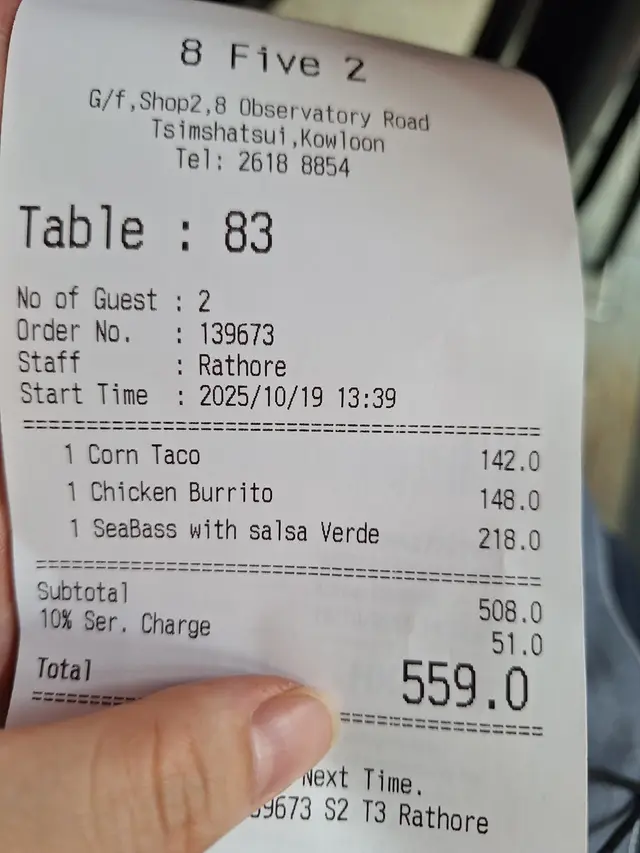 8 Five 2
G/f,Shop2,8 Observatory Road
Tsimshatsui,Kowloon
Tel: 2618 8854
Table : 83
No of Guest : 2
Order No. : 139673
Staff : Rathore
Start Time : 2025/10/19 13:39
1 Corn Taco 142.0
1 Chicken Burrito 148.0
1 SeaBass with salsa Verde 218.0
Subtotal 508.0
10% Ser. Charge 51.0
Total 559.0
Next Time.
9673 S2 T3 Rathore